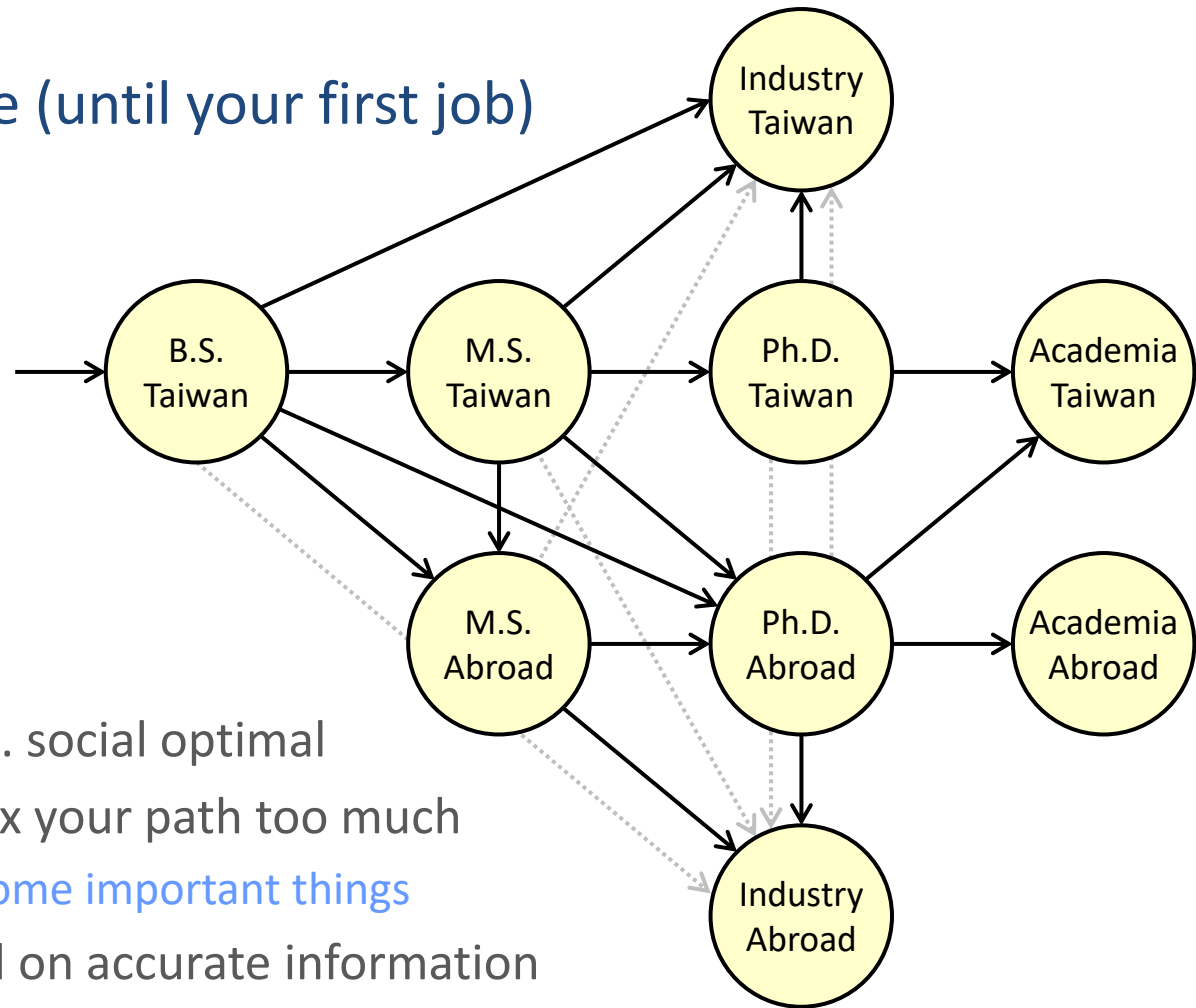 e (until your first job)
Industry
Taiwan
B.S.
Taiwan
M.S.
Taiwan
Ph.D.
Taiwan
Academia
Taiwan
M.S.
Abroad
Ph.D.
Abroad
Academia
Abroad
. social optimal
x your path too much
ome important things
l on accurate information
Industry
Abroad